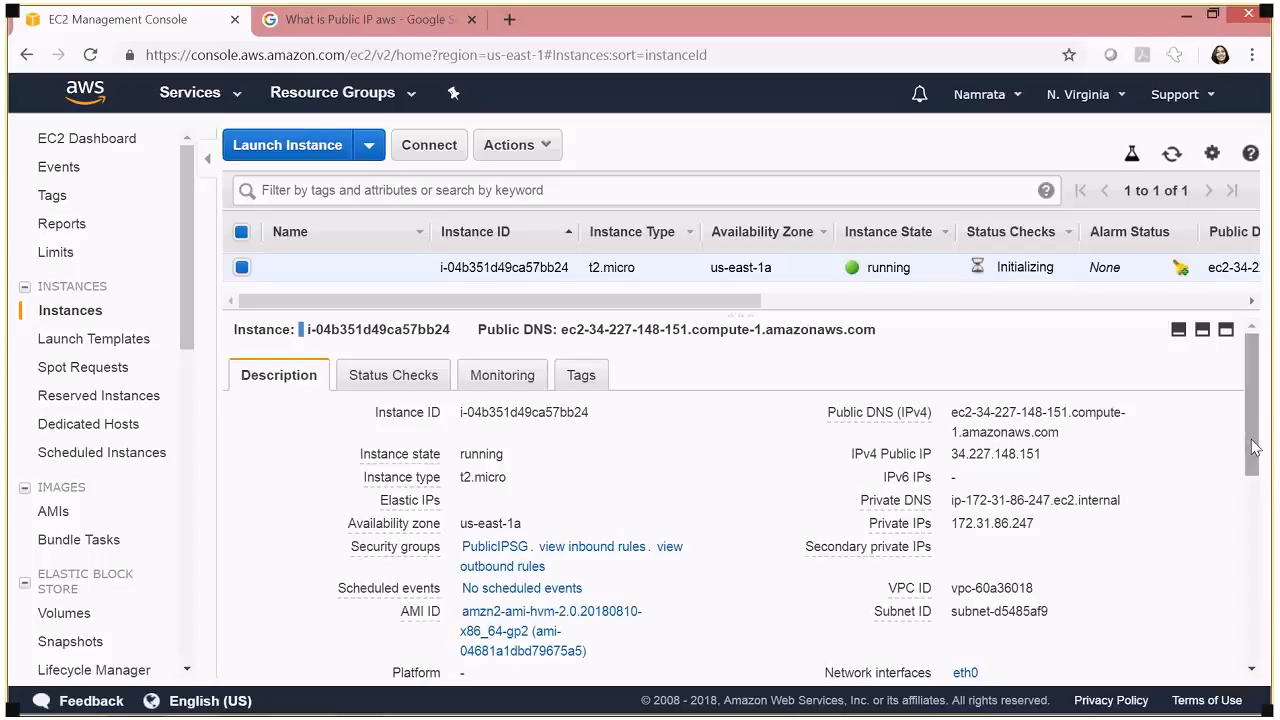 EC2 Management Console
What is Public IP aws - Google S
https://console.aws.amazon.com/ec2/v2/home?region=us-east-1#Instances:sort=instanceId
aws
Services
Resource Groups
Namrata
N. Virginia
Support
EC2 Dashboard
Events
Tags
Reports
Limits
INSTANCES
Instances
Launch Templates
Spot Requests
Reserved Instances
Dedicated Hosts
Scheduled Instances
IMAGES
AMIs
Bundle Tasks
ELASTIC BLOCK
STORE
Volumes
Snapshots
Lifecycle Manager
Launch Instance
Connect
Actions
Filter by tags and attributes or search by keyword
1 to 1 of 1
Name Instance ID Instance Type Availability Zone Instance State Status Checks Alarm Status Public D
i-04b351d49ca57bb24 t2.micro us-east-1a running Initializing None ec2-34-2
Instance: i-04b351d49ca57bb24 Public DNS: ec2-34-227-148-151.compute-1.amazonaws.com
Description
Status Checks
Monitoring
Tags
Instance ID i-04b351d49ca57bb24
Instance state running
Instance type t2.micro
Elastic IPs
Availability zone us-east-1a
Security groups PublicIPSG . view inbound rules . view
outbound rules
Scheduled events No scheduled events
AMI ID amzn2-ami-hvm-2.0.20180810-
x86_64-gp2 (ami-
04681a1dbd79675a5)
Platform -
Public DNS (IPv4) ec2-34-227-148-151.compute-
1.amazonaws.com
IPv4 Public IP 34.227.148.151
IPv6 IPs -
Private DNS ip-172-31-86-247.ec2.internal
Private IPs 172.31.86.247
Secondary private IPs
VPC ID vpc-60a36018
Subnet ID subnet-d5485af9
Network interfaces eth0
Feedback
English (US)
© 2008 - 2018, Amazon Web Services, Inc. or its affiliates. All rights reserved.
Privacy Policy
Terms of Use